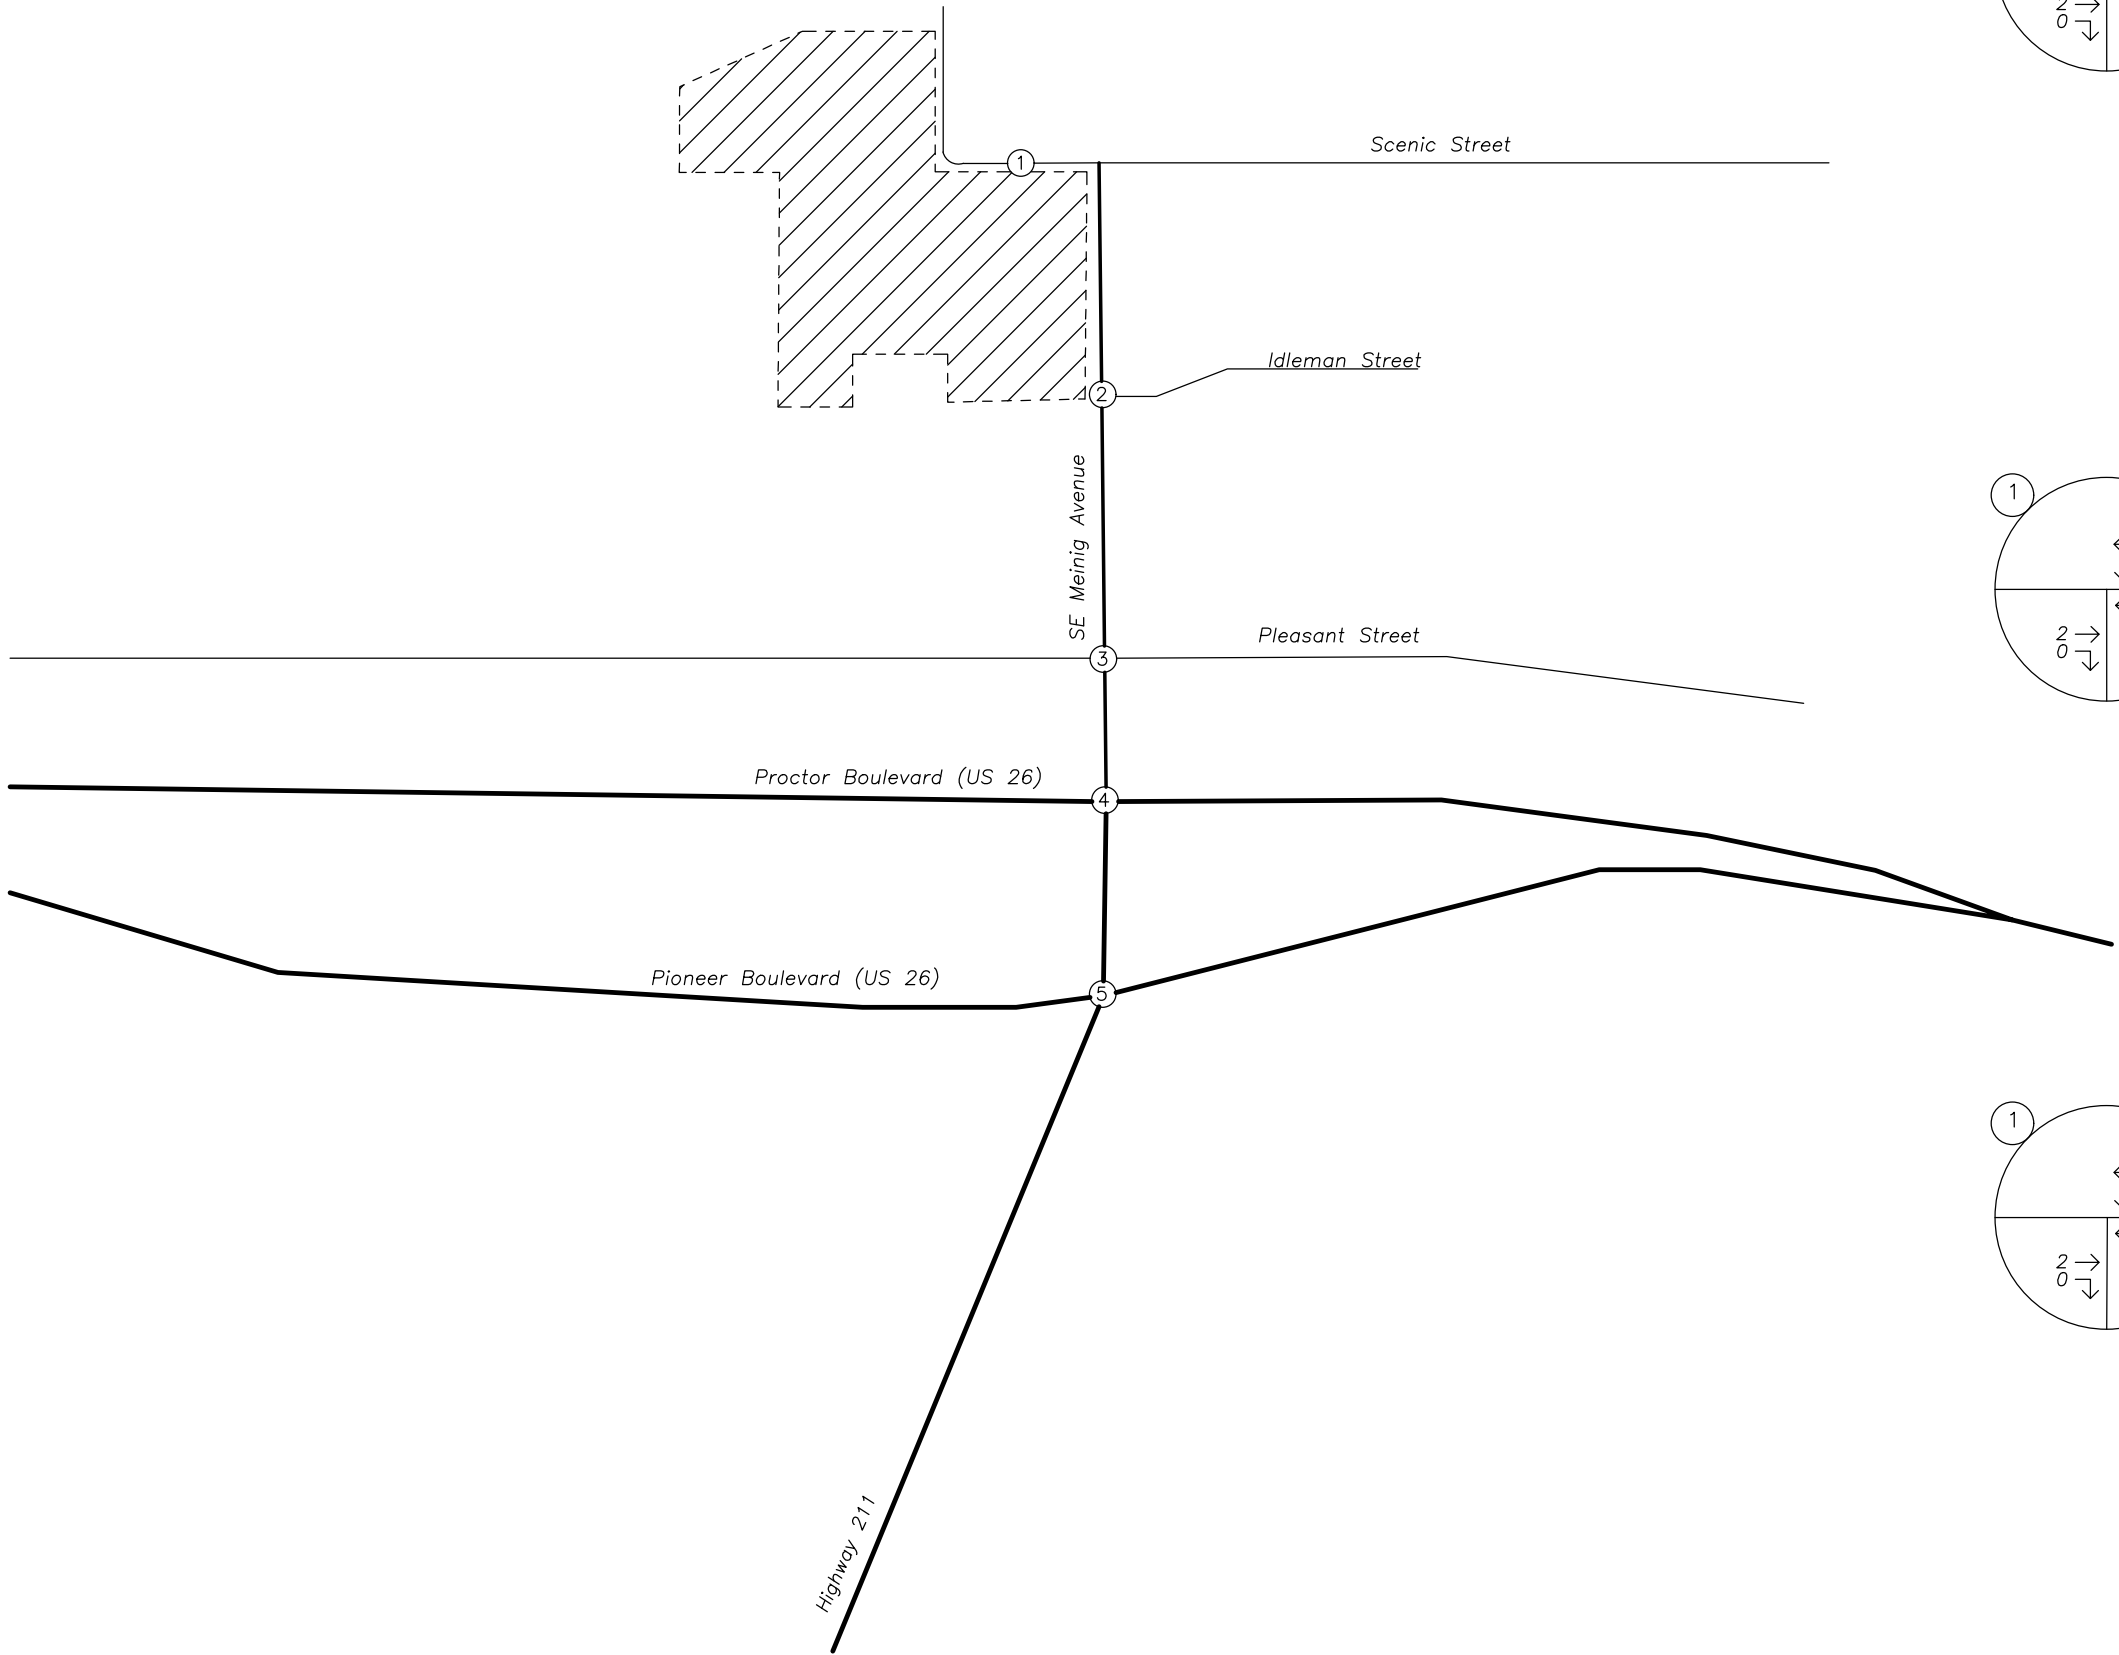 2
0
Scenic Street
1
Idleman Street
2
SE Meinig Avenue
1
Pleasant Street
3
2
0
Proctor Boulevard (US 26)
4
Pioneer Boulevard (US 26)
5
1
2
0
Highway 211